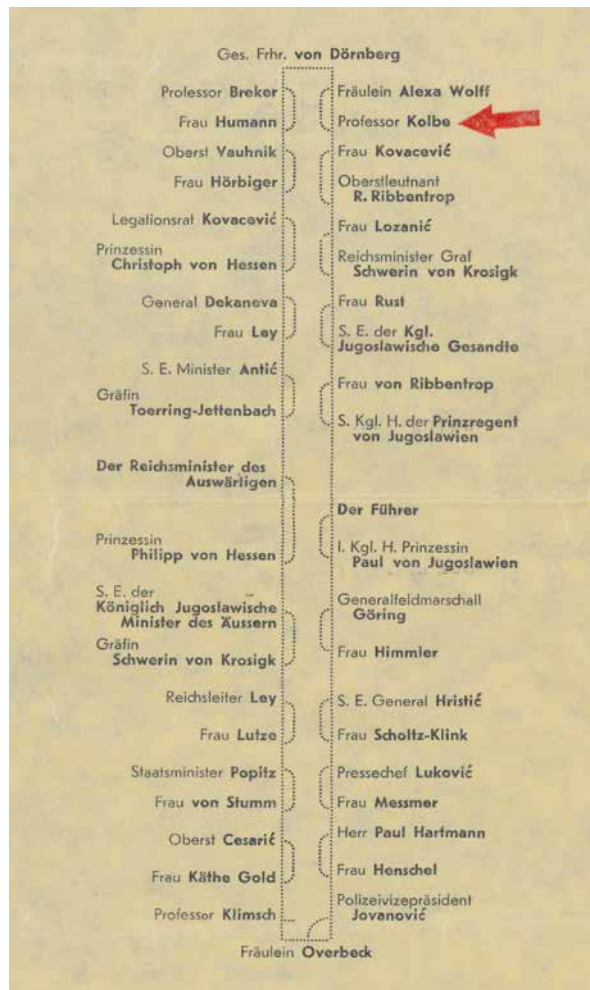 Ges. Frhr. von Dörnberg
Professor Breker
Frau Humann
Oberst Vauhnik
Frau Hörbiger
Legationsrat Kovacević
Prinzessin
Christoph von Hessen
General Dekaneva
Frau Ley
S. E. Minister Antić
Gräfin
Toerring-Jettenbach
Der Reichsminister des
Auswärtigen
Prinzessin
Philipp von Hessen
S. E. der
Königlich Jugoslawische
Minister des Äussern
Gräfin
Schwerin von Krosigk
Reichsleiter Ley
Frau Lutze
Staatsminister Popitz
Frau von Stumm
Oberst Cesarić
Frau Käthe Gold
Professor Klimsch
Fräulein Alexa Wolff
Professor Kolbe
Frau Kovacević
Oberstleutnant
R. Ribbentrop
Frau Lozanić
Reichsminister Graf
Schwerin von Krosigk
Frau Rust
S. E. der Kgl.
Jugoslawische Gesandte
Frau von Ribbentrop
S. Kgl. H. der Prinzregent
von Jugoslawien
Der Führer
I. Kgl. H. Prinzessin
Paul von Jugoslawien
Generalfeldmarschall
Göring
Frau Himmler
S. E. General Hristić
Frau Scholtz-Klink
Pressechef Luković
Frau Messmer
Herr Paul Hartmann
Frau Henschel
Polizeivizepräsident
Jovanović
Fräulein Overbeck